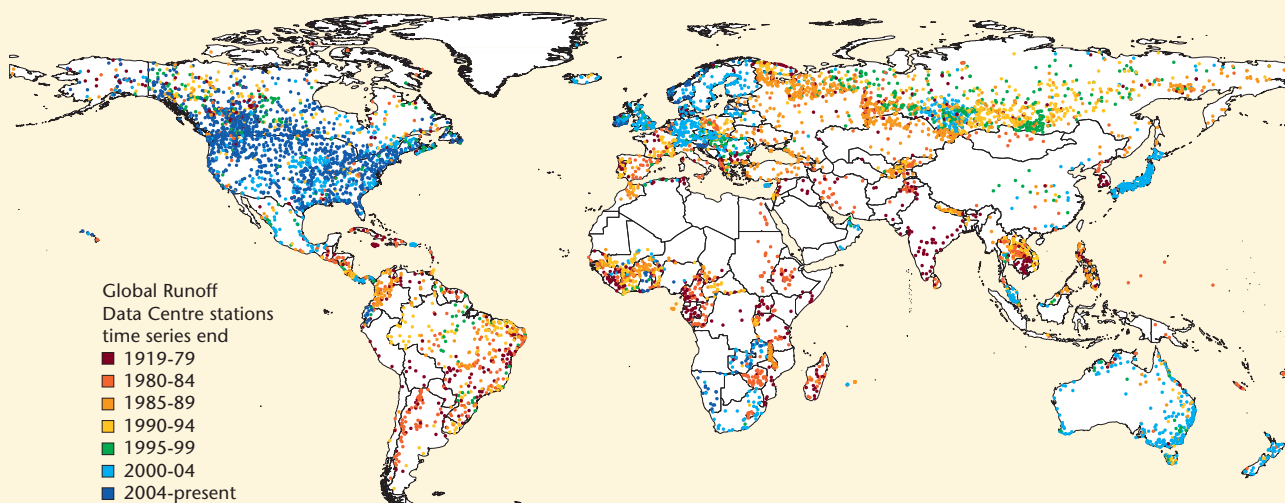 Global Runoff
Data Centre stations
time series end
1919-79
1980-84
1985-89
1990-94
1995-99
2000-04
2004-present